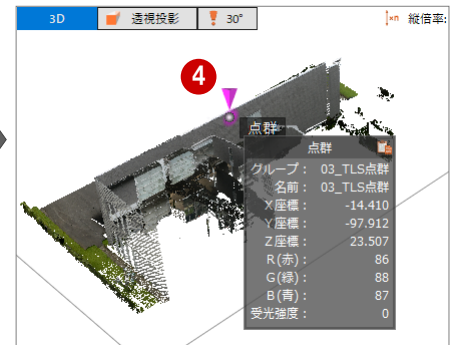 3D 透視投影 30° 縦倍率:
4
点群
点群
グループ: 03_TLS点群
名前: 03_TLS点群
X座標: -14.410
Y座標: -97.912
Z座標: 23.507
R(赤): 86
G(緑): 88
B(青): 87
受光強度: 0